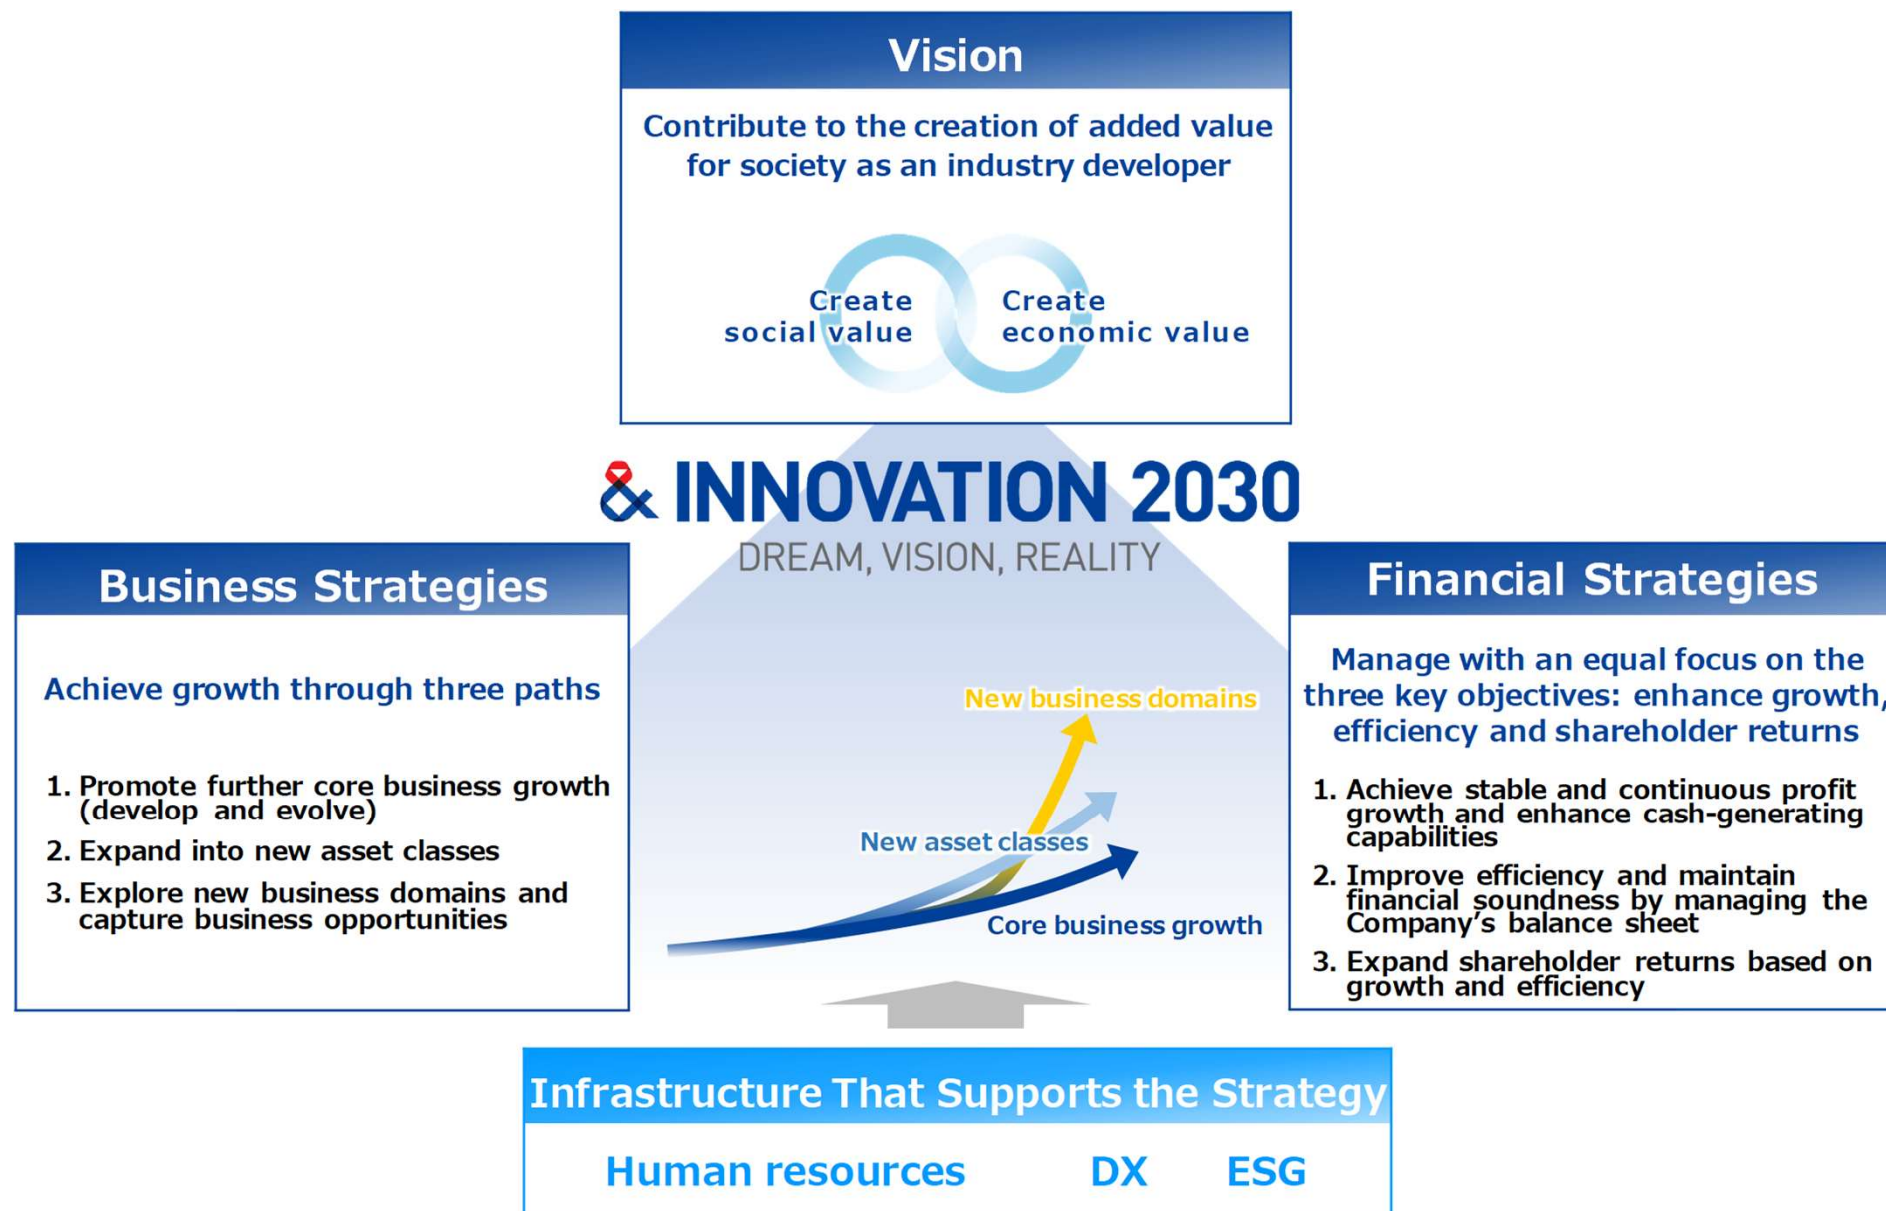 Vision
Contribute to the creation of added value
for society as an industry developer
Create
social value
Create
economic value
& INNOVATION 2030
DREAM, VISION, REALITY
Business Strategies
Achieve growth through three paths
1. Promote further core business growth
(develop and evolve)
2. Expand into new asset classes
3. Explore new business domains and
capture business opportunities
New business domains
New asset classes
Core business growth
Financial Strategies
Manage with an equal focus on the
three key objectives: enhance growth,
efficiency and shareholder returns
1. Achieve stable and continuous profit
growth and enhance cash-generating
capabilities
2. Improve efficiency and maintain
financial soundness by managing the
Company’s balance sheet
3. Expand shareholder returns based on
growth and efficiency
Infrastructure That Supports the Strategy
Human resources DX ESG